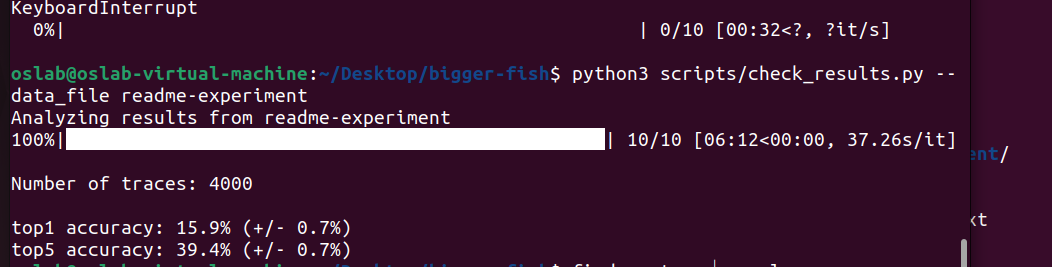 KeyboardInterrupt
  0%|                                                    | 0/10 [00:32<?, ?it/s]
oslab@oslab-virtual-machine:~/Desktop/bigger-fish$ python3 scripts/check_results.py --
data_file readme-experiment
Analyzing results from readme-experiment
100%|██████████| 10/10 [06:12<00:00, 37.26s/it]
ent/
Number of traces: 4000
xt
top1 accuracy: 15.9% (+/- 0.7%)
top5 accuracy: 39.4% (+/- 0.7%)